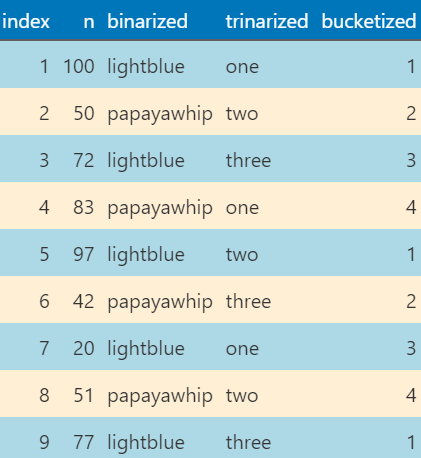 index n binarized trinarized bucketized
1 100 lightblue one 1
2 50 papayawhip two 2
3 72 lightblue three 3
4 83 papayawhip one 4
5 97 lightblue two 1
6 42 papayawhip three 2
7 20 lightblue one 3
8 51 papayawhip two 4
9 77 lightblue three 1